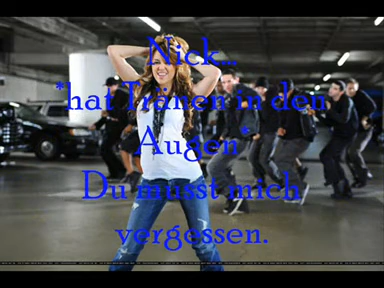 Nick...
*hat Tränen in den
Augen*
Du musst mich
vergessen.